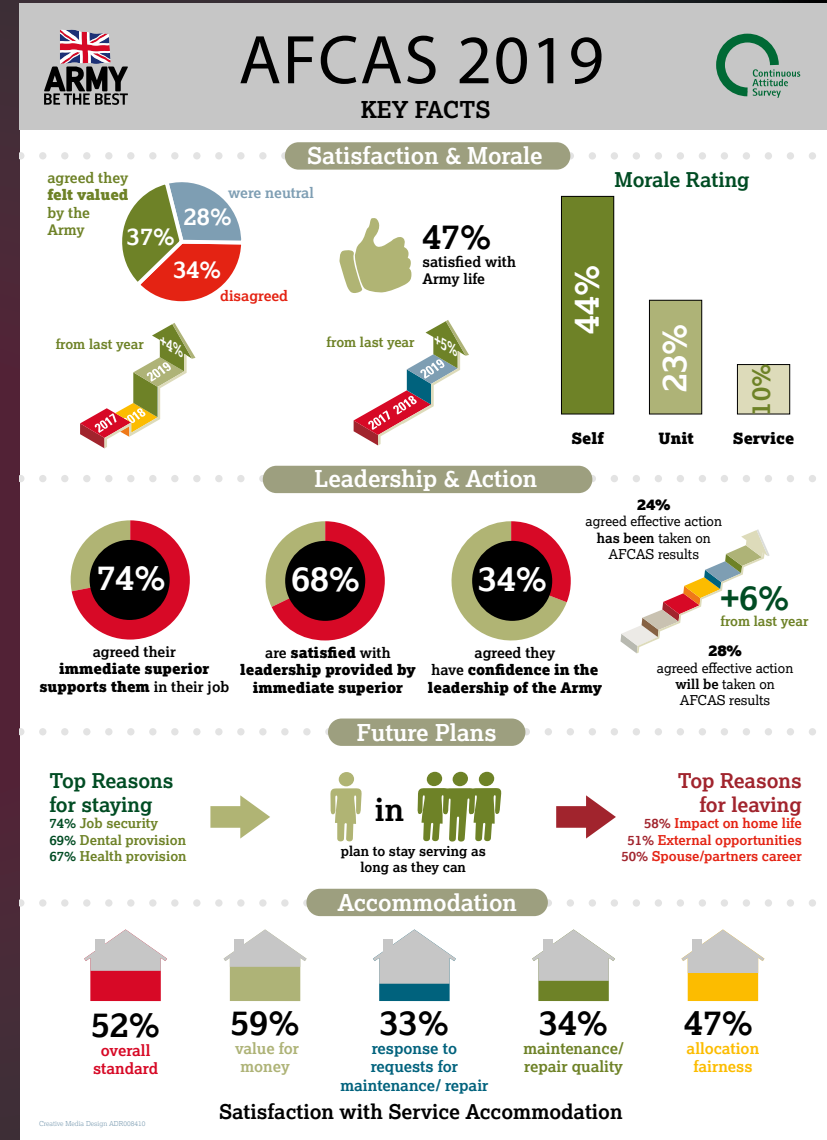 ARMY
BE THE BEST
AFCAS 2019
KEY FACTS
Continuous
Attitude
Survey
Satisfaction & Morale
agreed they
felt valued
by the
Army
37%
28%
were neutral
34%
disagreed
47%
satisfied with
Army life
from last year
+4%
2017
018
2019
from last year
+5%
2017 2018
2019
Morale Rating
44%
23%
10%
Self
Unit
Service
Leadership & Action
74%
agreed their
immediate superior
supports them in their job
68%
are satisfied with
leadership provided by
immediate superior
34%
agreed they
have confidence in the
leadership of the Army
24%
agreed effective action
has been taken on
AFCAS results
+6%
from last year
28%
agreed effective action
will be taken on
AFCAS results
Future Plans
Top Reasons
for staying
74% Job security
69% Dental provision
67% Health provision
in
plan to stay serving as
long as they can
Top Reasons
for leaving
58% Impact on home life
51% External opportunities
50% Spouse/partners career
Accommodation
52%
overall
standard
59%
value for
money
33%
response to
requests for
maintenance/ repair
34%
maintenance/
repair quality
47%
allocation
fairness
Satisfaction with Service Accommodation
Creative Media Design ADR008410